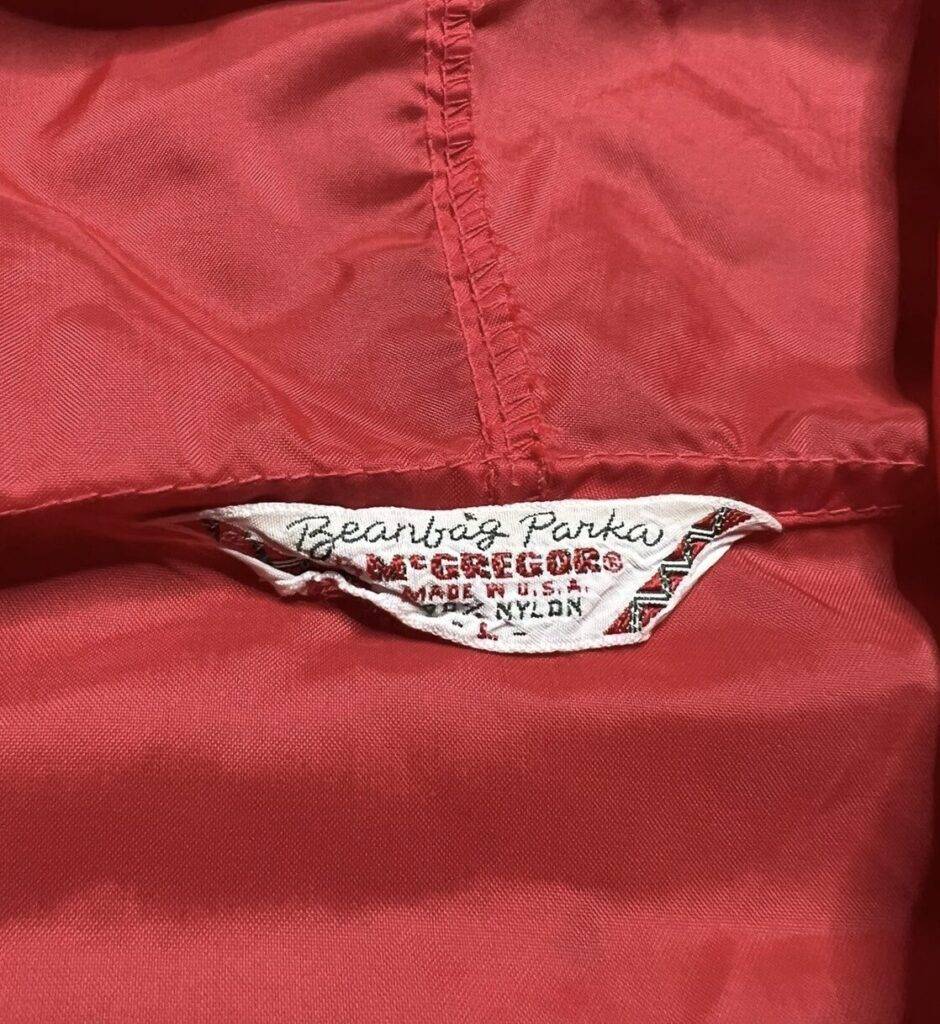 Beanbag Parka
McGREGOR®
MADE IN U.S.A.
NYLON
- L -